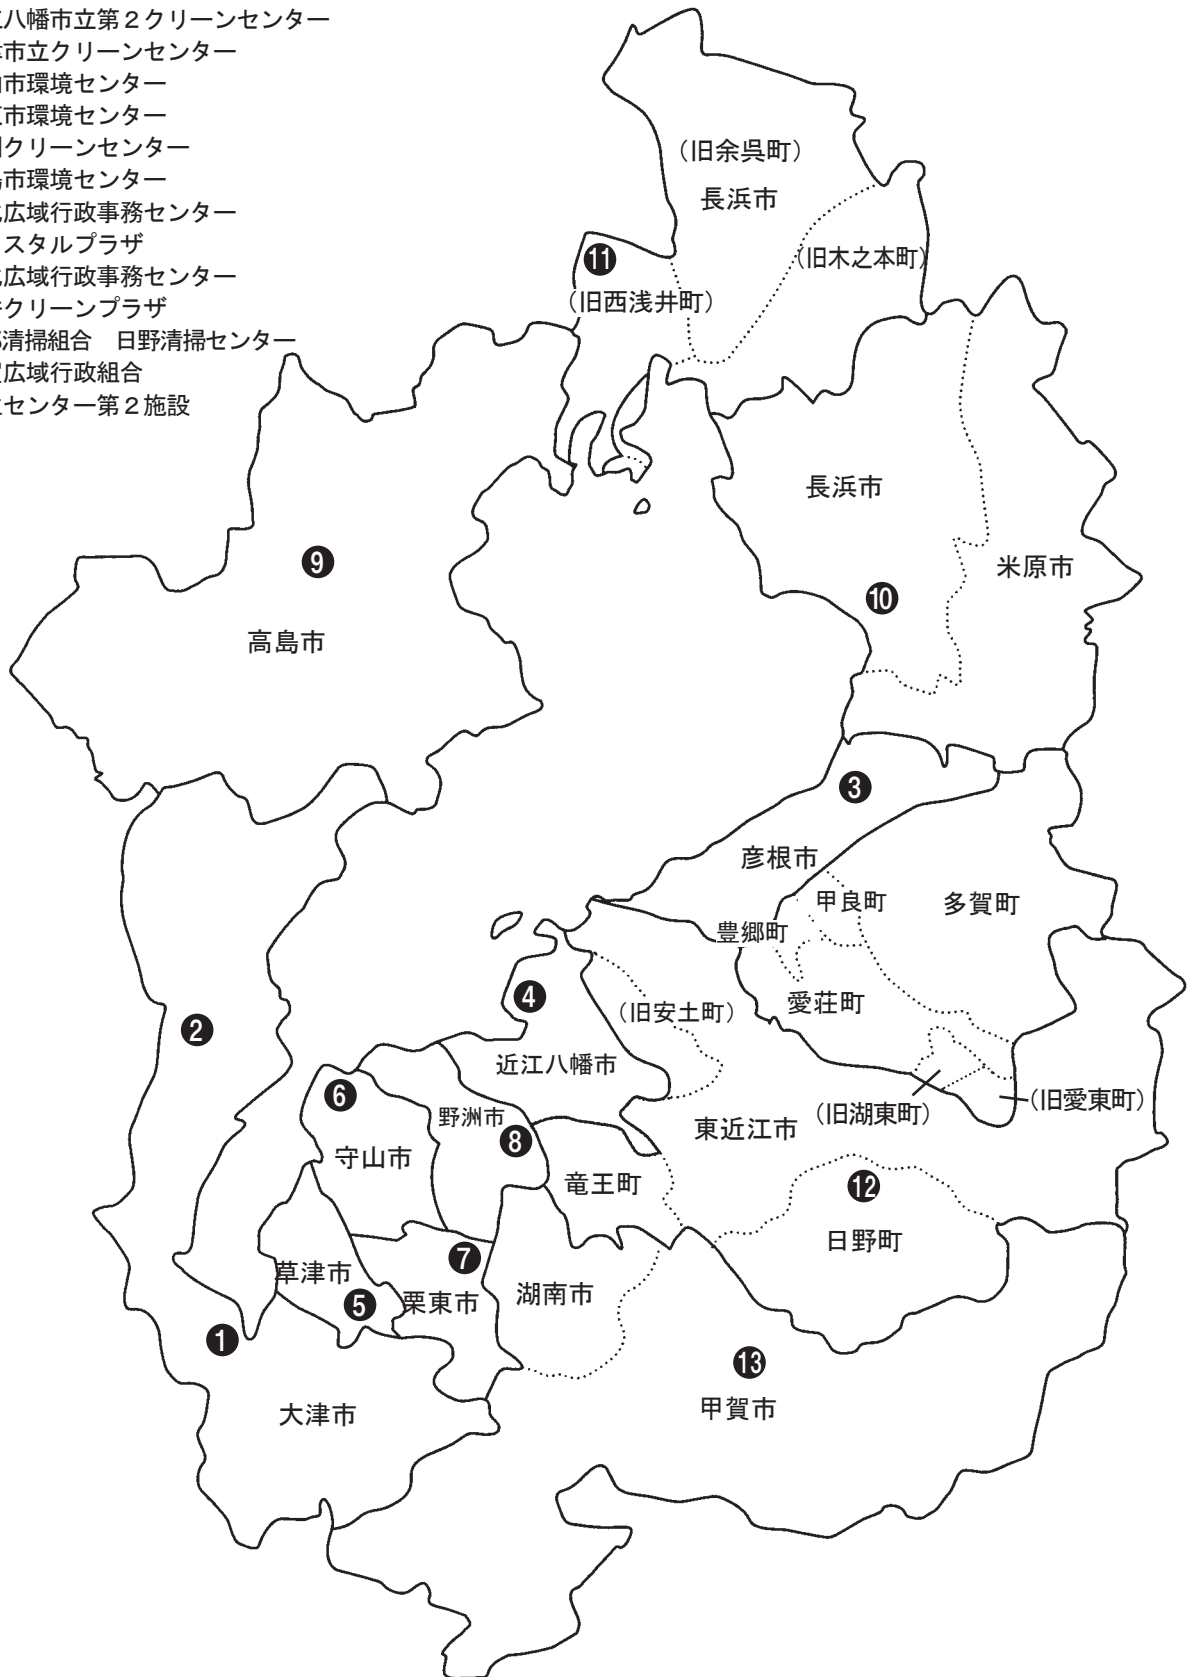 八幡市立第２クリーンセンター
市立クリーンセンター
市環境センター
市環境センター
クリーンセンター
市環境センター
広域行政事務センター
スタルプラザ
広域行政事務センター
クリーンプラザ
清掃組合　日野清掃センター
広域行政組合
センター第２施設
（旧余呉町）
長浜市
（旧木之本町）
⓫
（旧西浅井町）
長浜市
❾
米原市
❿
高島市
❸
彦根市
甲良町
多賀町
豊郷町
❹
愛荘町
（旧安土町）
❷
近江八幡市
❻
（旧愛東町）
野洲市
（旧湖東町）
東近江市
❽
守山市
竜王町
⓬
日野町
❼
草津市
湖南市
❺
栗東市
❶
⓭
甲賀市
大津市